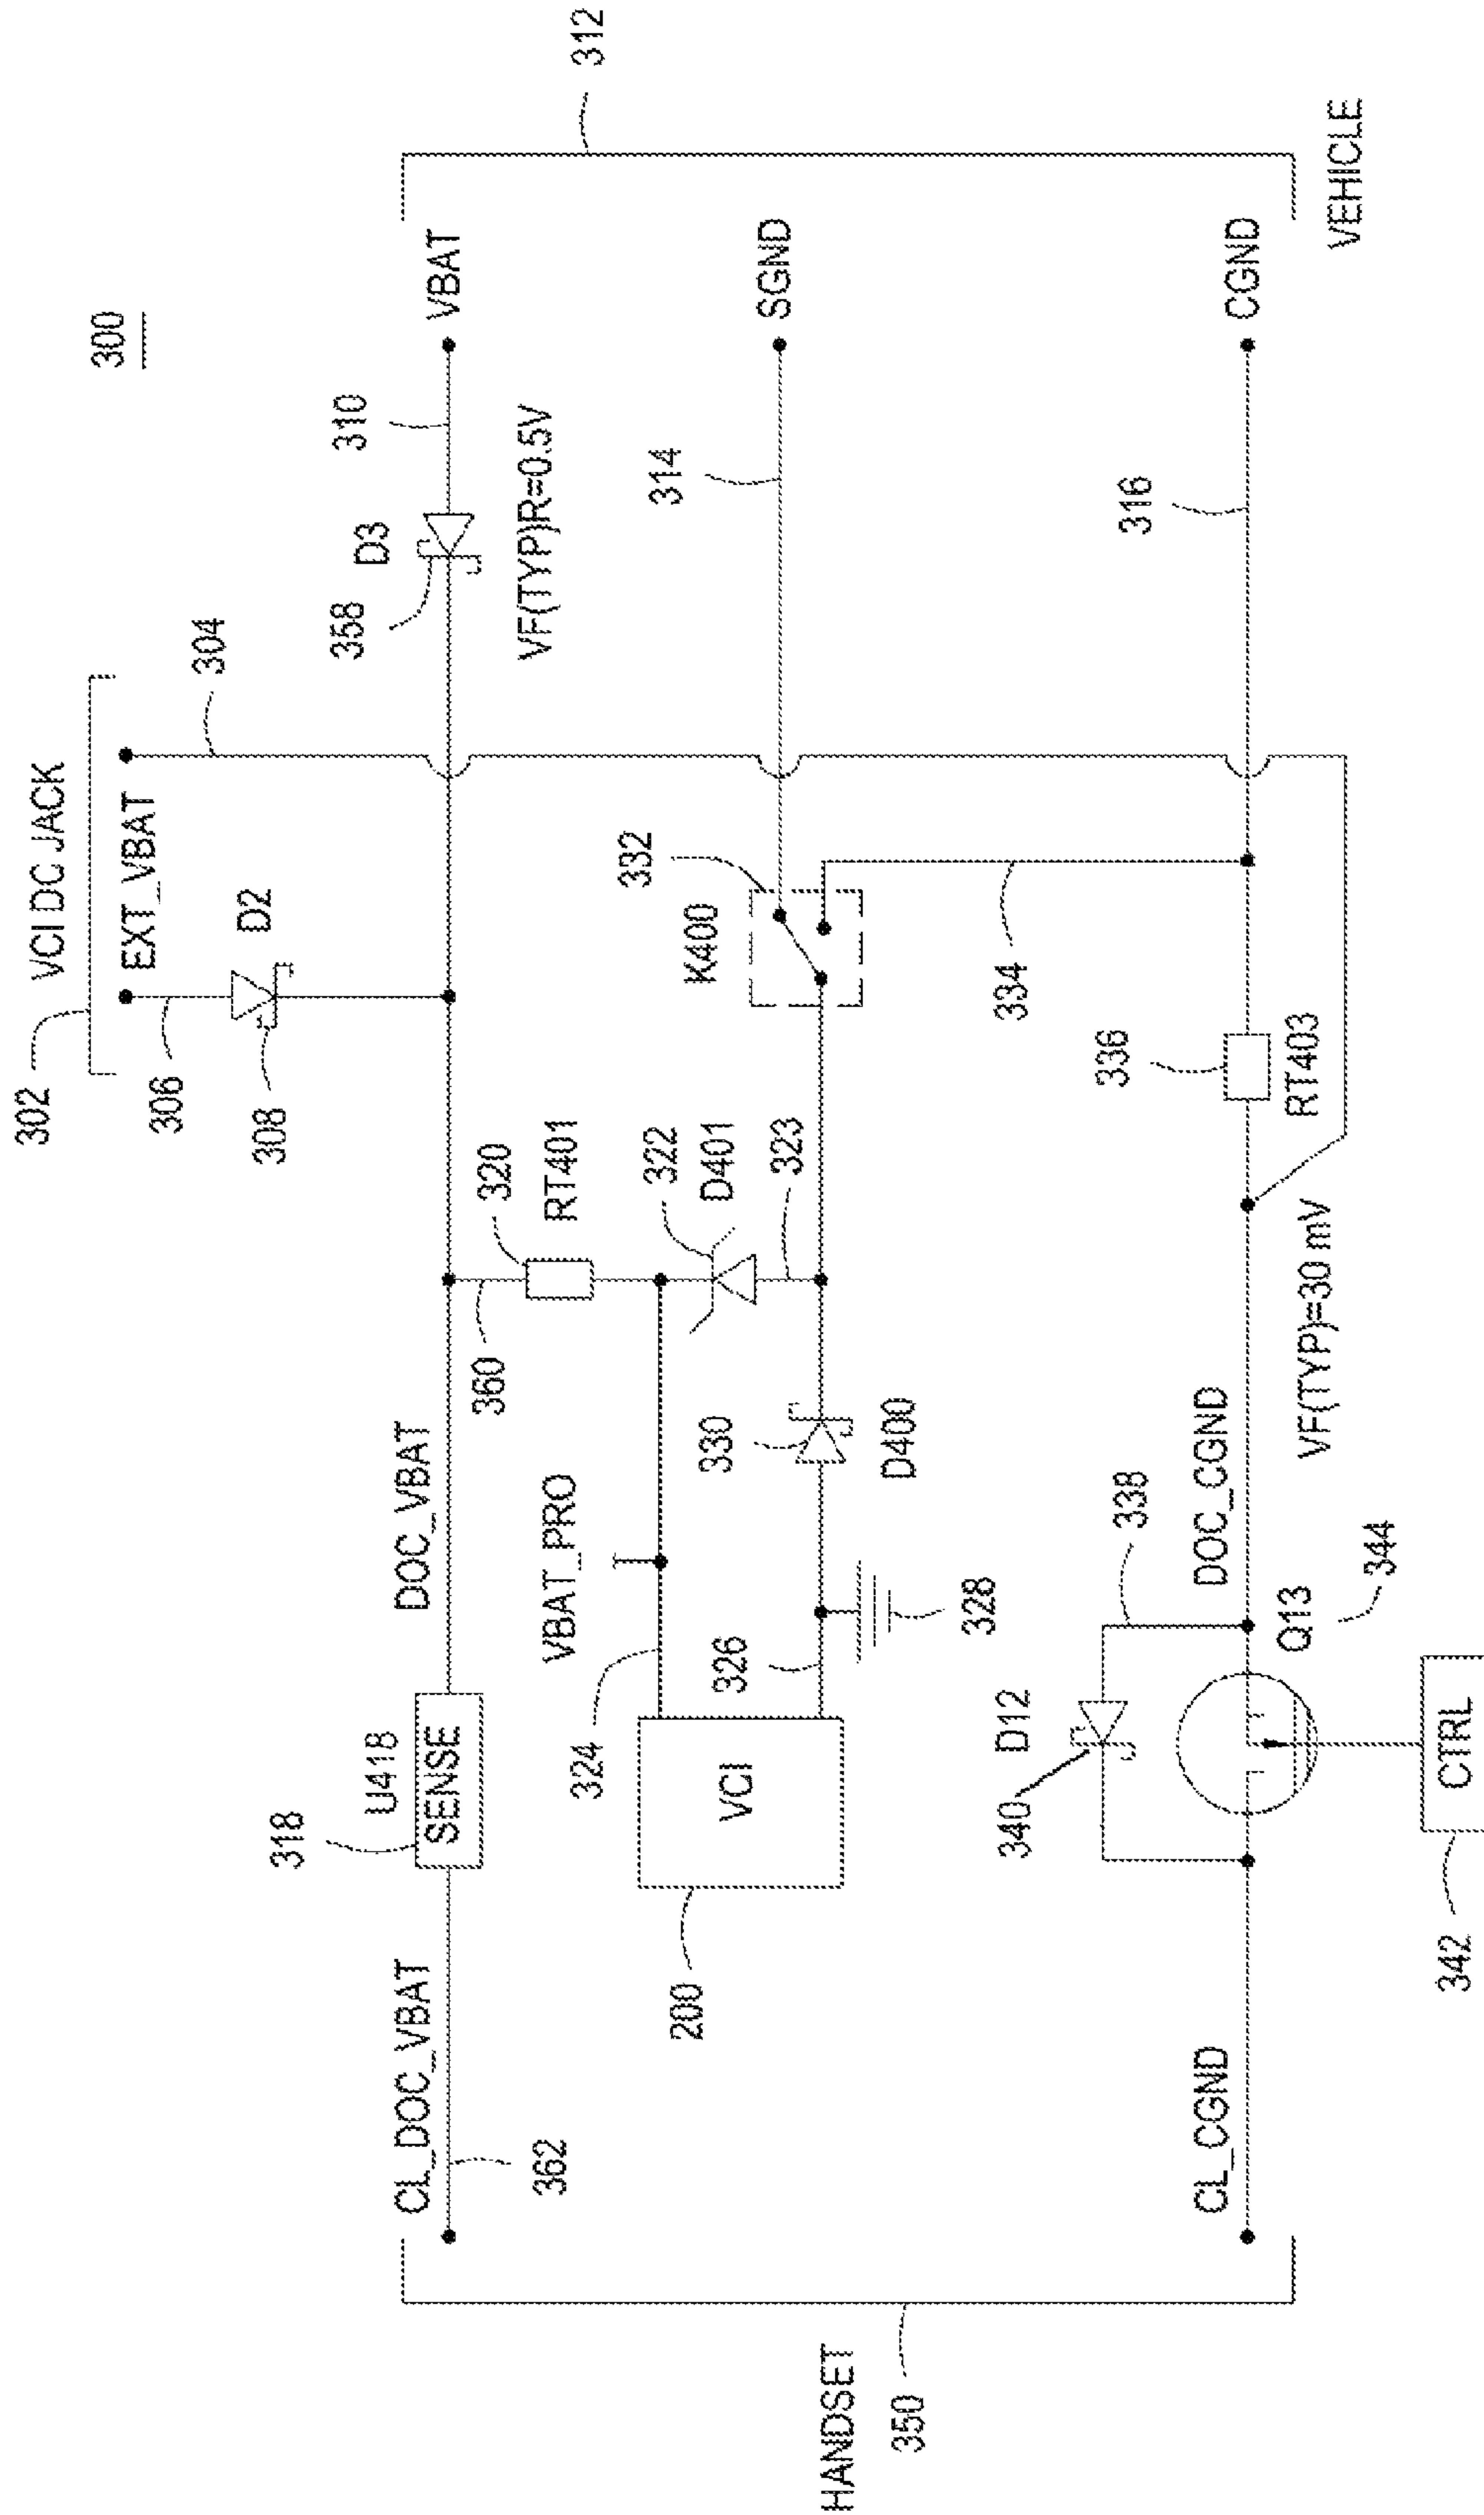 300
302
VCI DC JACK
EXT_VBAT
304
306
D2
308
312
VBAT
310
D3
358
VF(TYP)R=0.5V
SGND
314
CGND
316
VEHICLE
332
K400
334
336
RT403
320
RT401
360
322
D401
323
330
D400
DOC_VBAT
U418
SENSE
318
CL_DOC_VBAT
362
VBAT_PRO
324
326
328
VCI
200
VF(TYP)=30 mV
DOC_CGND
338
D12
340
Q13
344
CTRL
342
CL_CGND
HANDSET
350